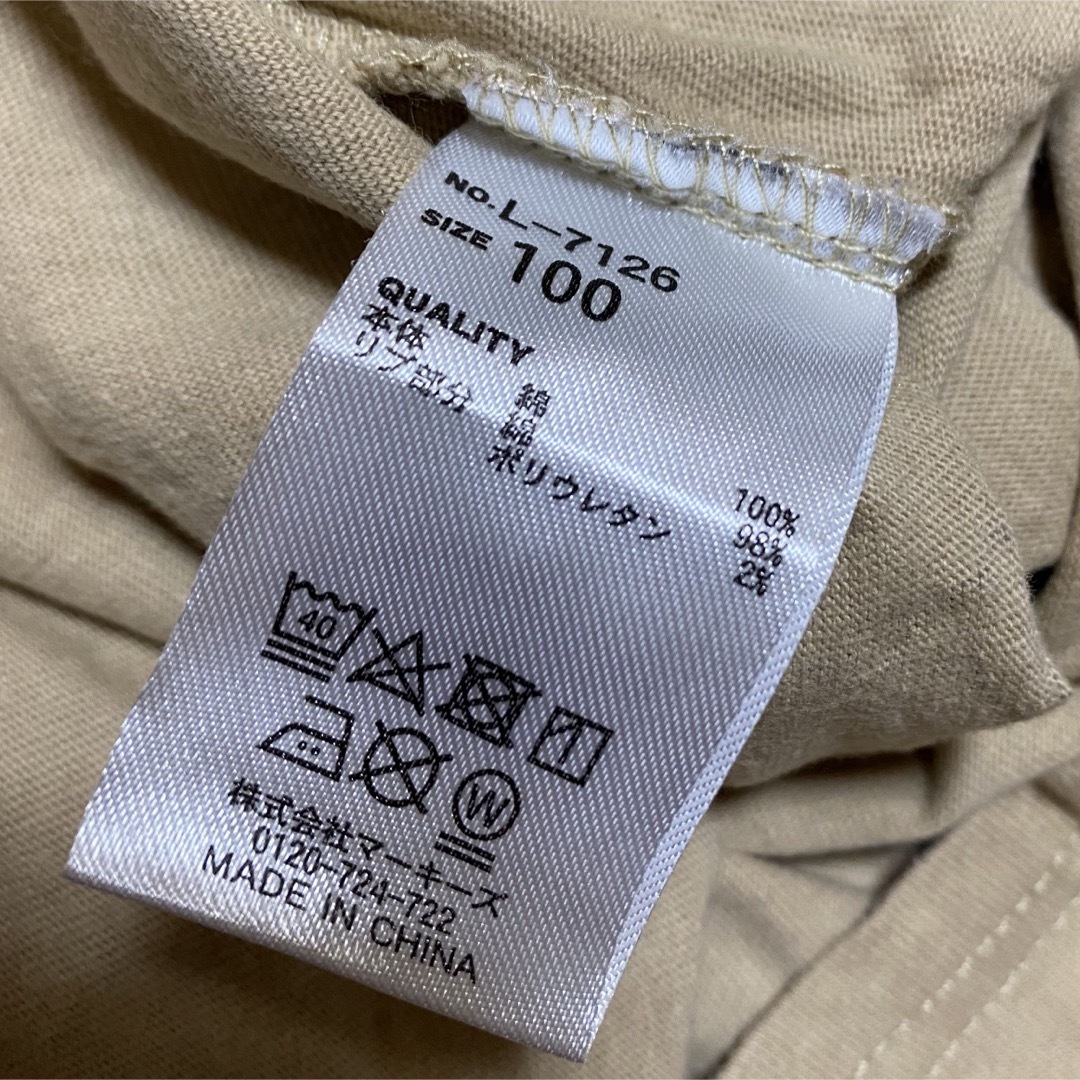 NO. L-7126
SIZE 100
QUALITY
本体 綿 100%
リブ部分 綿 98%
ポリウレタン 2%
40
W
株式会社マーキーズ
0120-724-722
MADE IN CHINA